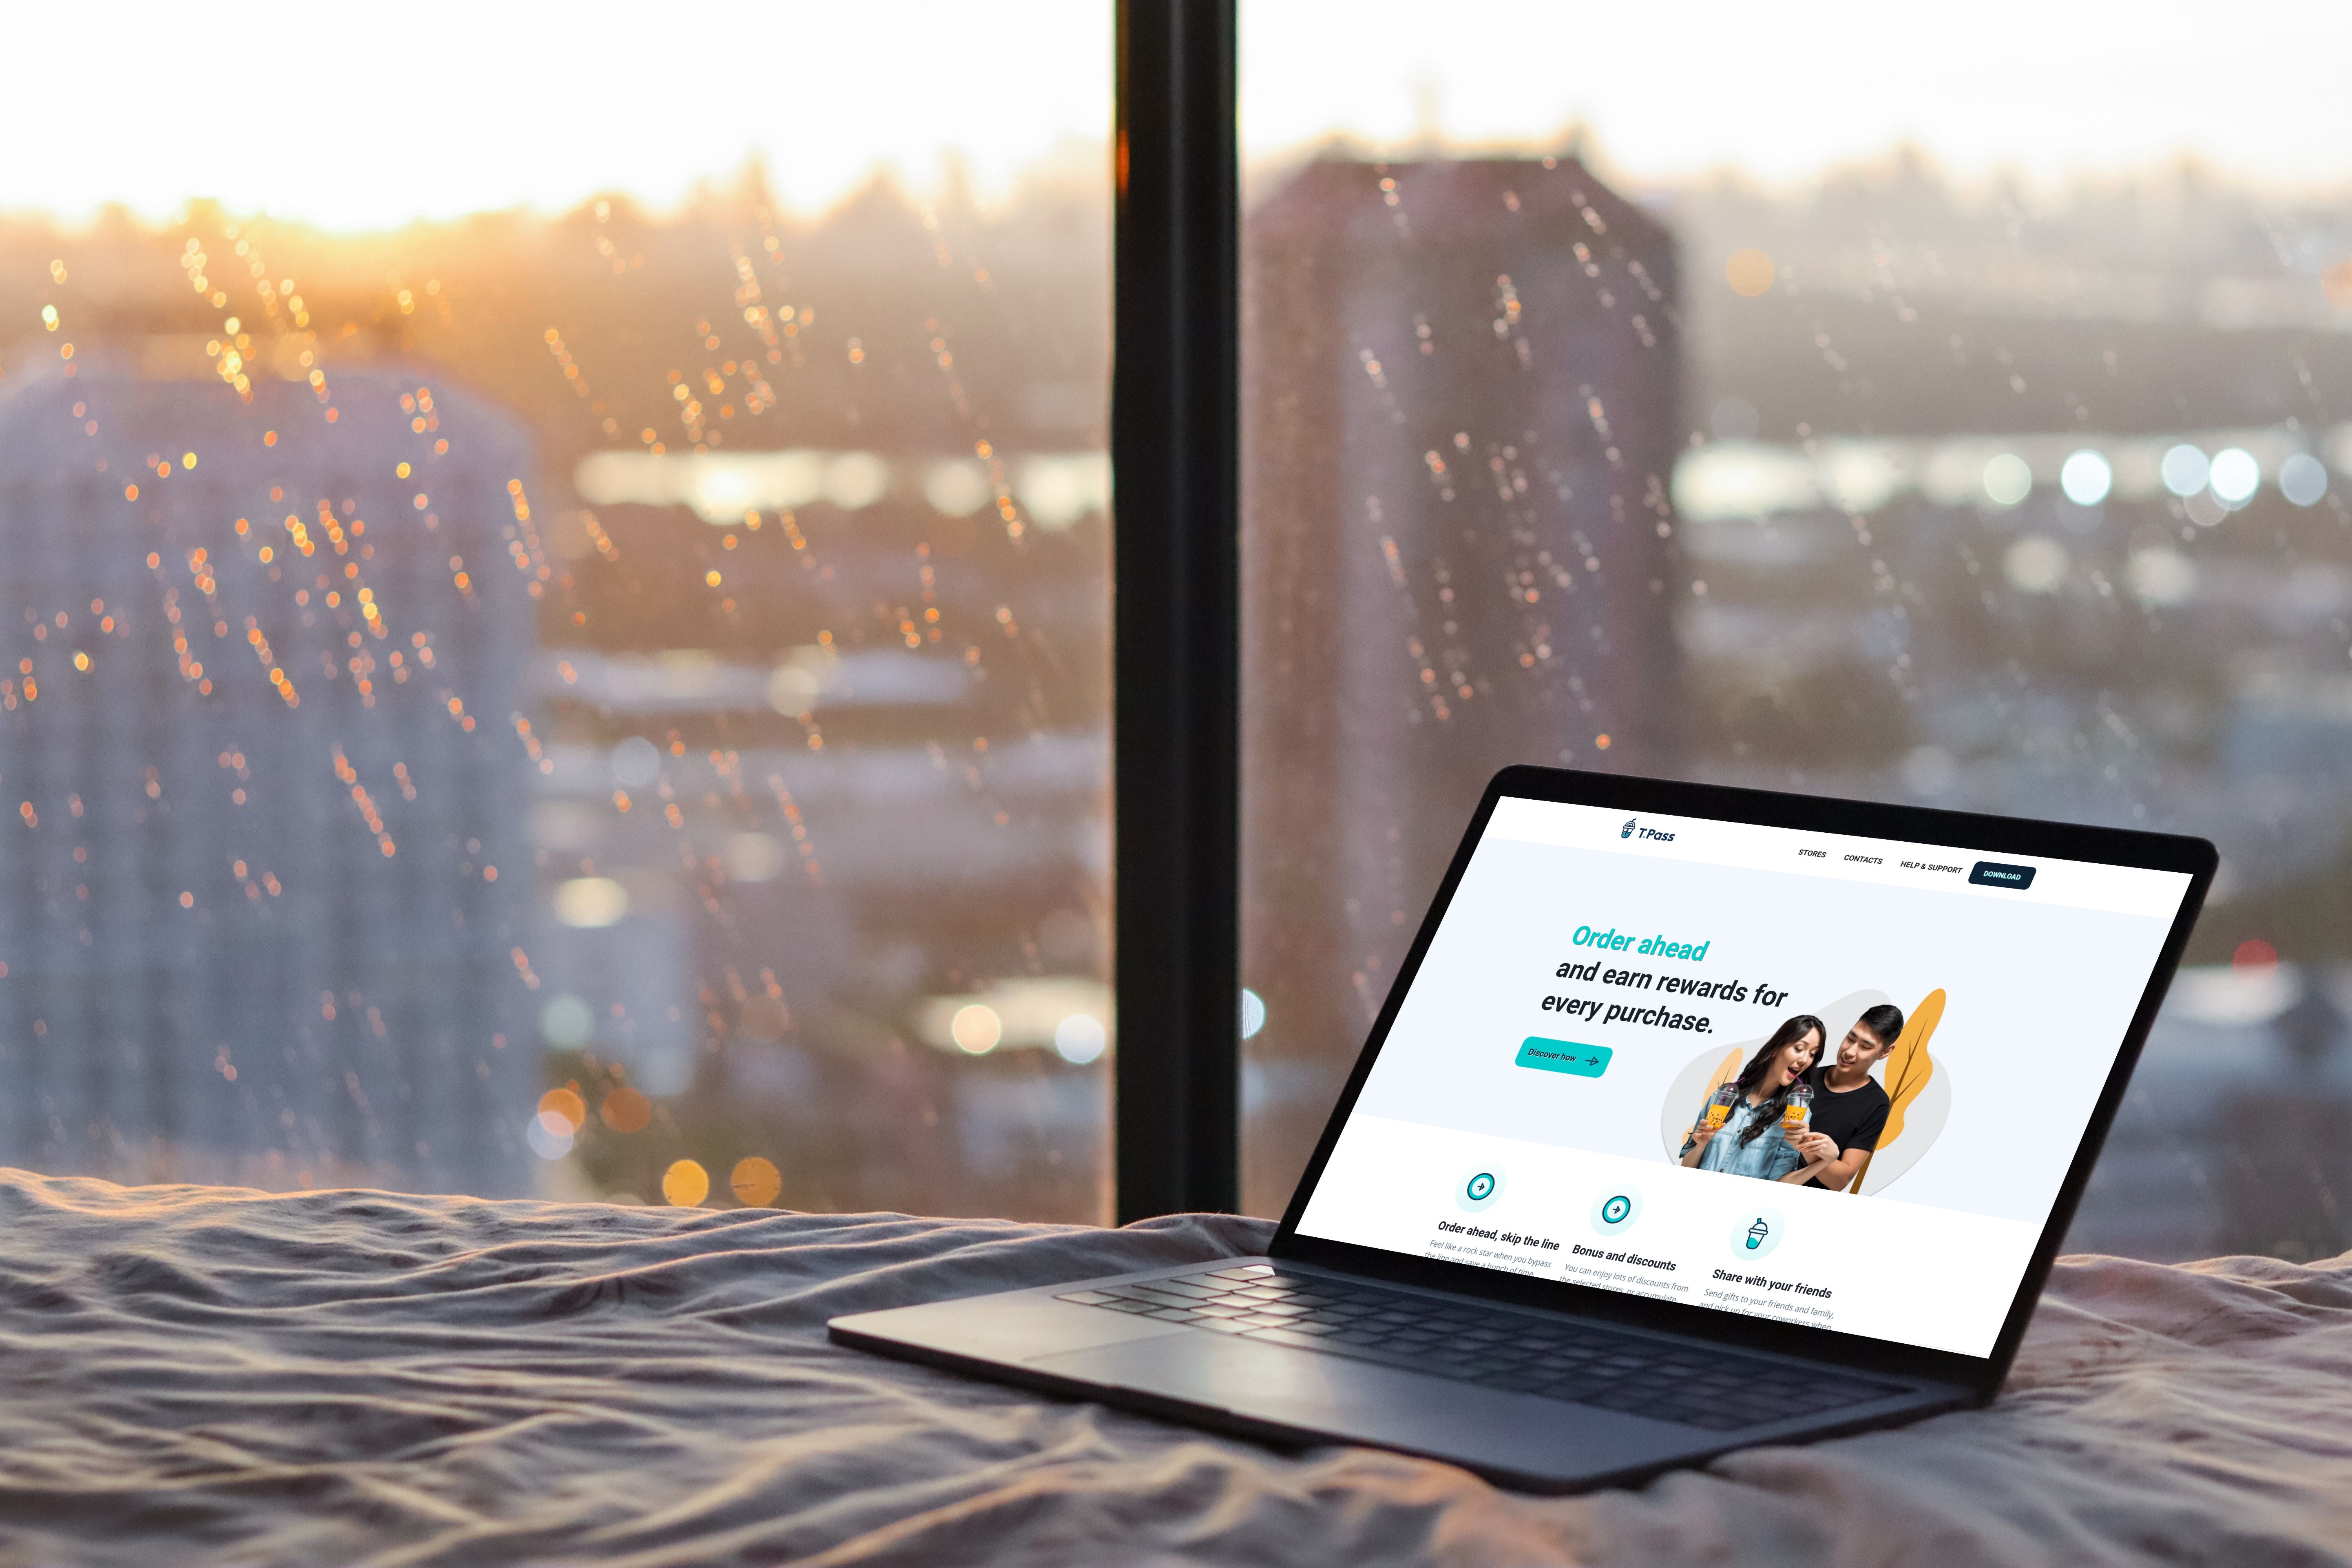 T.Pass
STORES CONTACTS HELP & SUPPORT DOWNLOAD
Order ahead
and earn rewards for
every purchase.
Discover how
Order ahead, skip the line
Feel like a rock star when you bypass
the line and save a bunch of time
Bonus and discounts
You can enjoy lots of discounts from
the selected stores, or accumulate
Share with your friends
Send gifts to your friends and family,
and pick up for your coworkers when